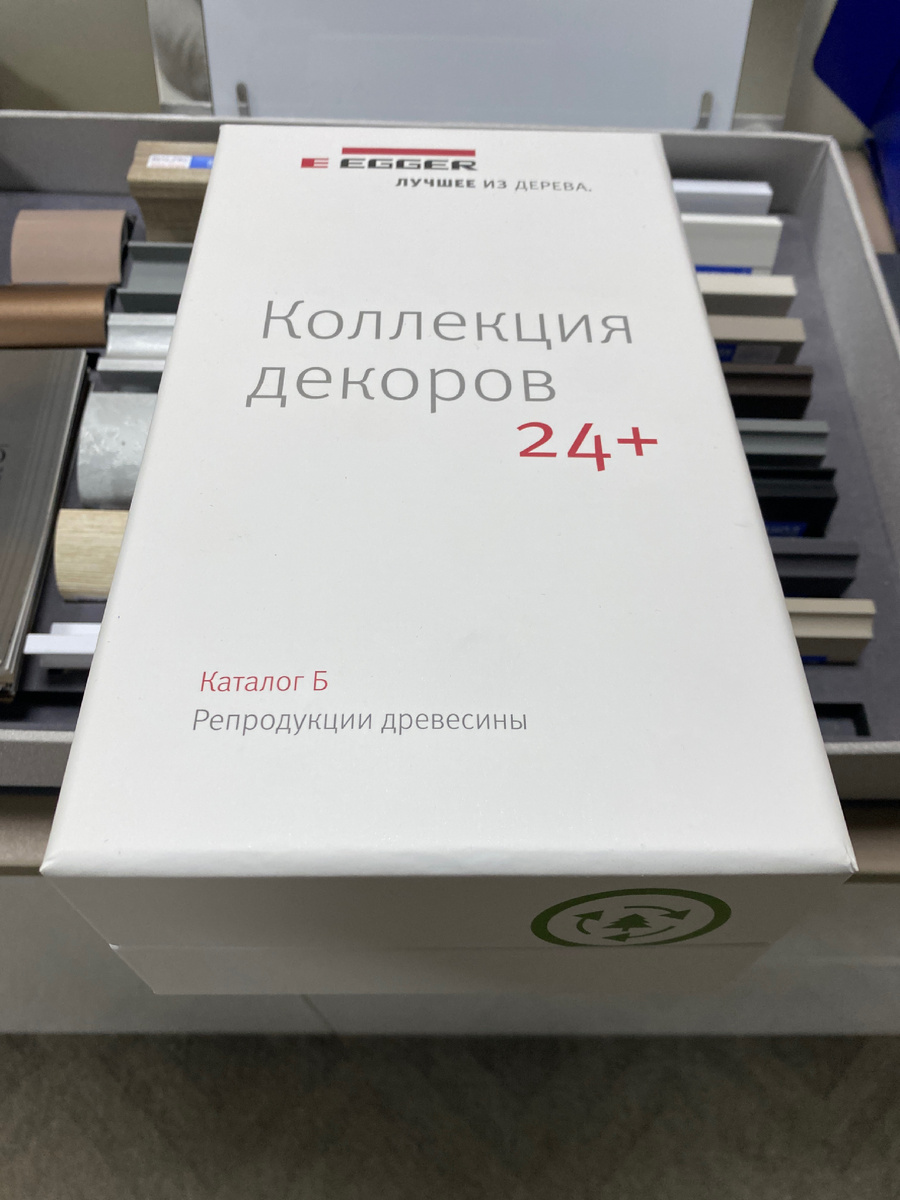 E EGGER
ЛУЧШЕЕ ИЗ ДЕРЕВА.
Коллекция
декоров
24+
Каталог Б
Репродукции древесины